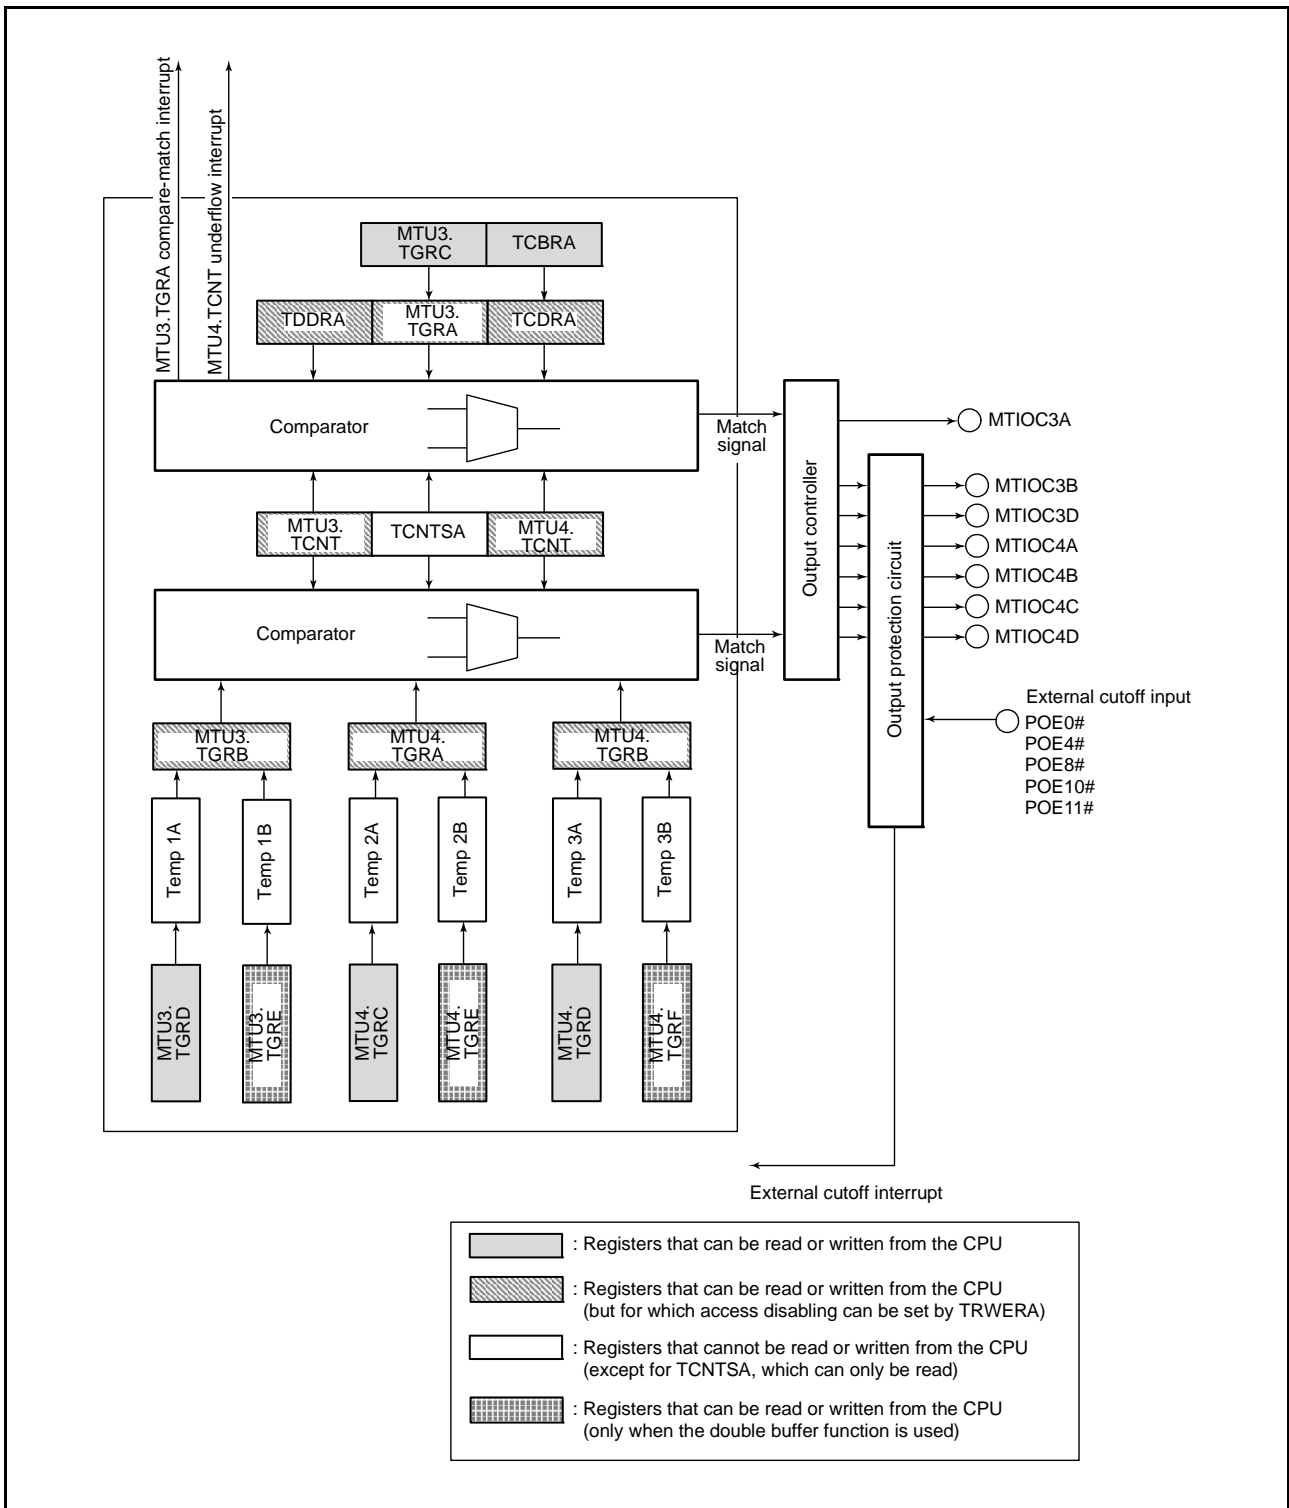 MTU3.TGRA compare-match interrupt
MTU4.TCNT underflow interrupt
MTU3.
TGRC
TCBRA
TDDRA
MTU3.
TGRA
TCDRA
Comparator
Match
signal
MTU3.
TCNT
TCNTSA
MTU4.
TCNT
Comparator
Match
signal
Output controller
Output protection circuit
MTIOC3A
MTIOC3B
MTIOC3D
MTIOC4A
MTIOC4B
MTIOC4C
MTIOC4D
External cutoff input
POE0#
POE4#
POE8#
POE10#
POE11#
MTU3.
TGRB
MTU4.
TGRA
MTU4.
TGRB
Temp 1A
Temp 1B
Temp 2A
Temp 2B
Temp 3A
Temp 3B
MTU3.
TGRD
MTU3.
TGRE
MTU4.
TGRC
MTU4.
TGRE
MTU4.
TGRD
MTU4.
TGRF
External cutoff interrupt
: Registers that can be read or written from the CPU
: Registers that can be read or written from the CPU
(but for which access disabling can be set by TRWERA)
: Registers that cannot be read or written from the CPU
(except for TCNTSA, which can only be read)
: Registers that can be read or written from the CPU
(only when the double buffer function is used)